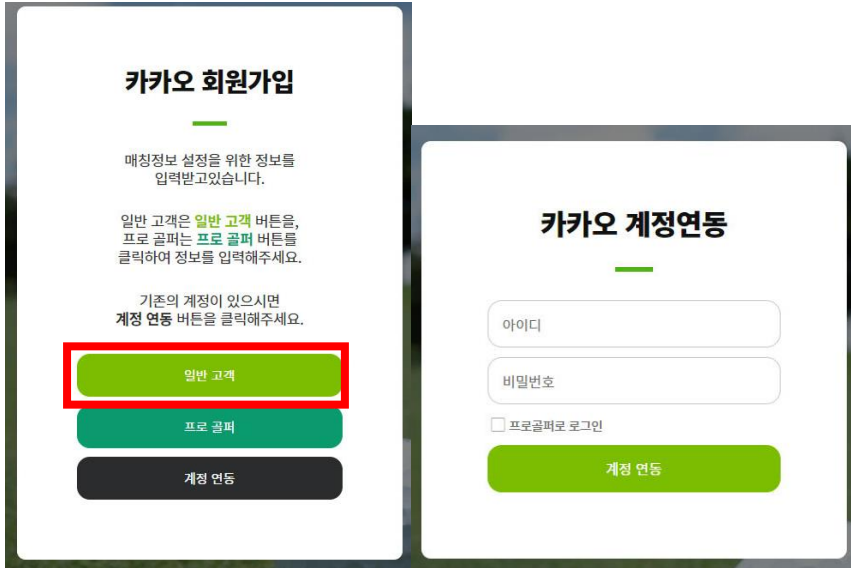 카카오 회원가입
매칭정보 설정을 위한 정보를
입력받고있습니다.
일반 고객은 일반 고객 버튼을,
프로 골퍼는 프로 골퍼 버튼를
클릭하여 정보를 입력해주세요.
기존의 계정이 있으시면
계정 연동 버튼을 클릭해주세요.
일반 고객
프로 골퍼
계정 연동
카카오 계정연동
아이디
비밀번호
프로골퍼로 로그인
계정 연동